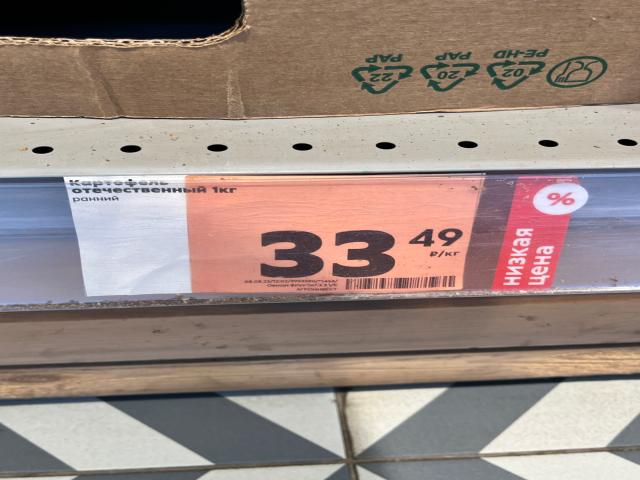 22
PAP
20
PAP
02
PE-HD
Картофель
отечественный 1кг
ранний
33 49
₽/кг
%
низкая
цена